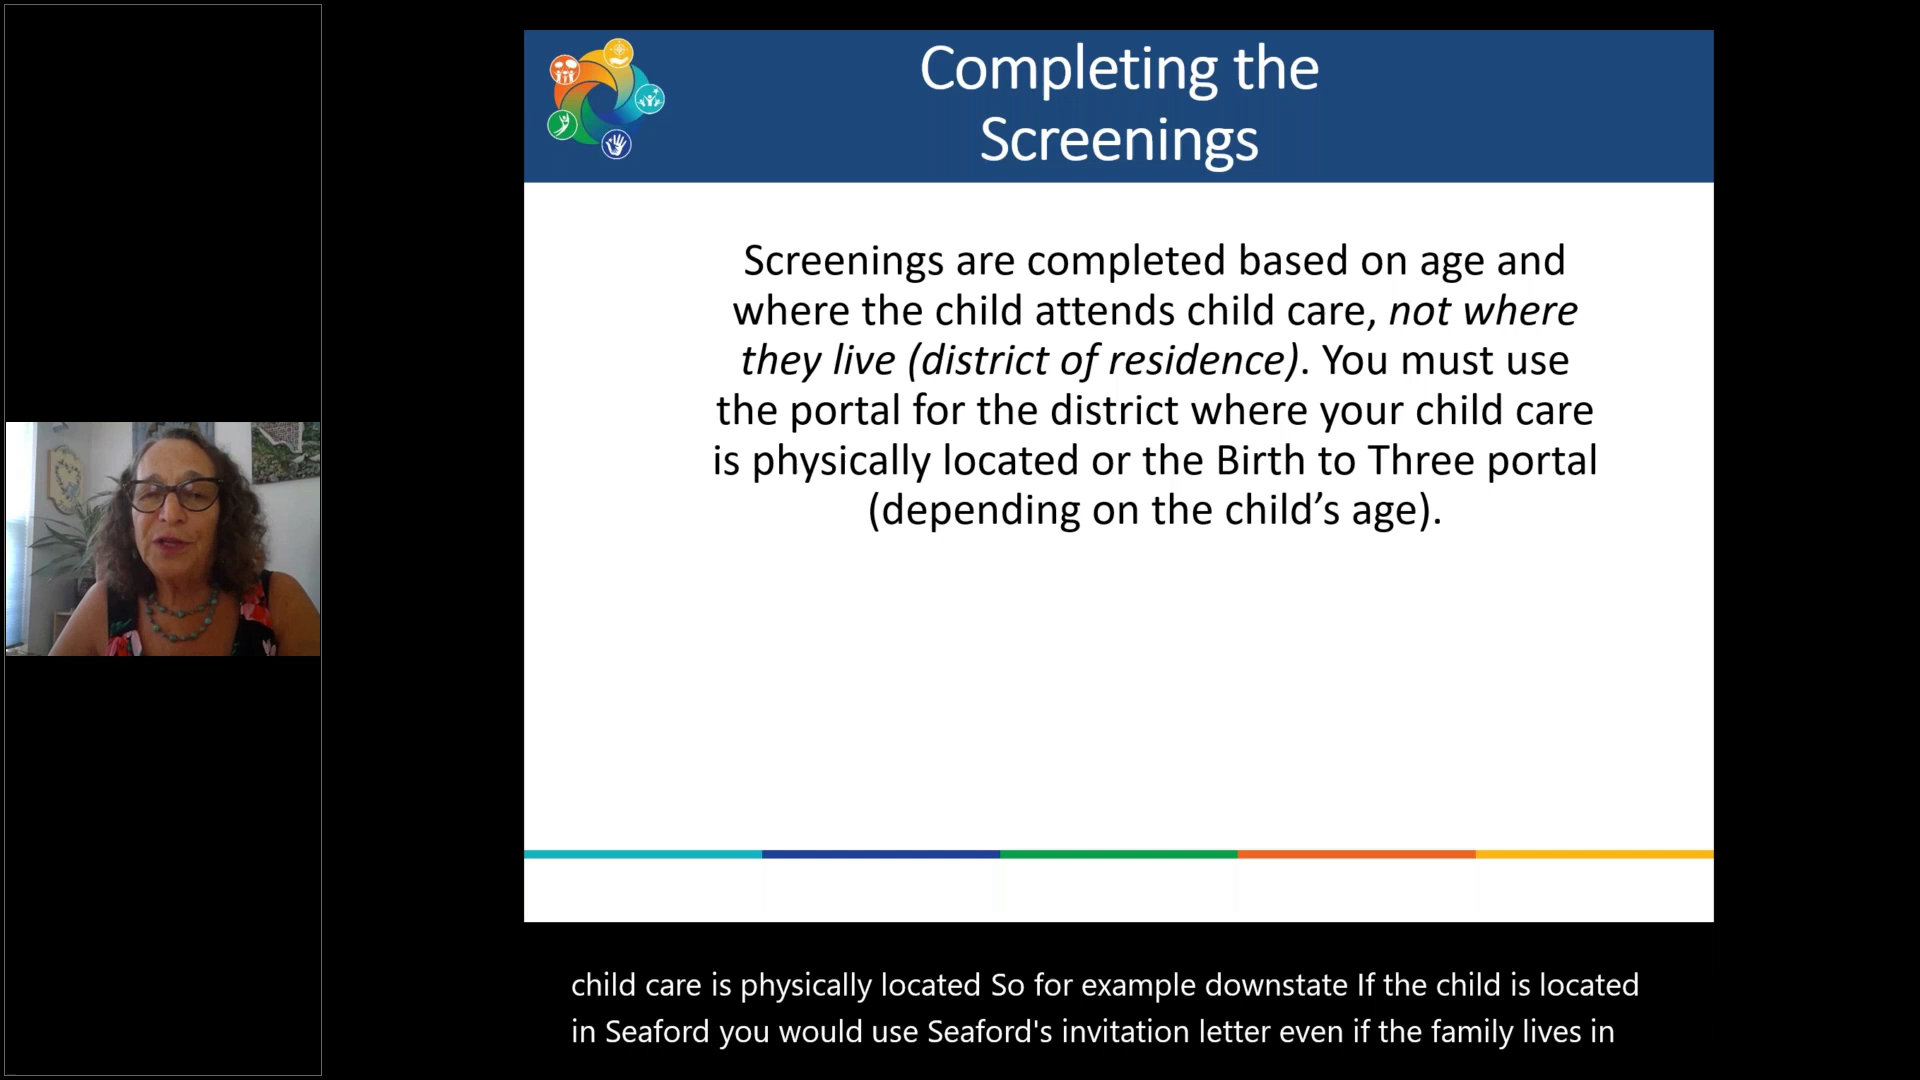 Completing the
Screenings
Screenings are completed based on age and
where the child attends child care, not where
they live (district of residence). You must use
the portal for the district where your child care
is physically located or the Birth to Three portal
(depending on the child’s age).
child care is physically located So for example downstate If the child is located
in Seaford you would use Seaford's invitation letter even if the family lives in